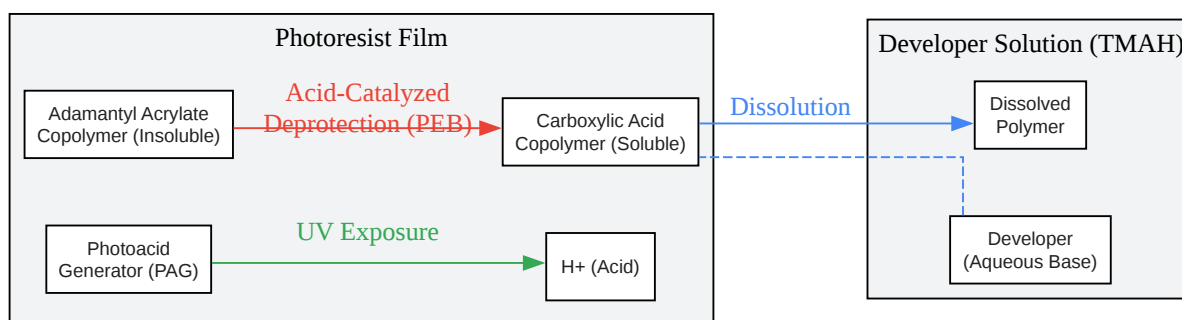 Photoresist Film
Adamantyl Acrylate
Copolymer (Insoluble)
Acid-Catalyzed
Deprotection (PEB)
Carboxylic Acid
Copolymer (Soluble)
Photoacid
Generator (PAG)
UV Exposure
H+ (Acid)
Dissolution
Developer Solution (TMAH)
Dissolved
Polymer
Developer
(Aqueous Base)